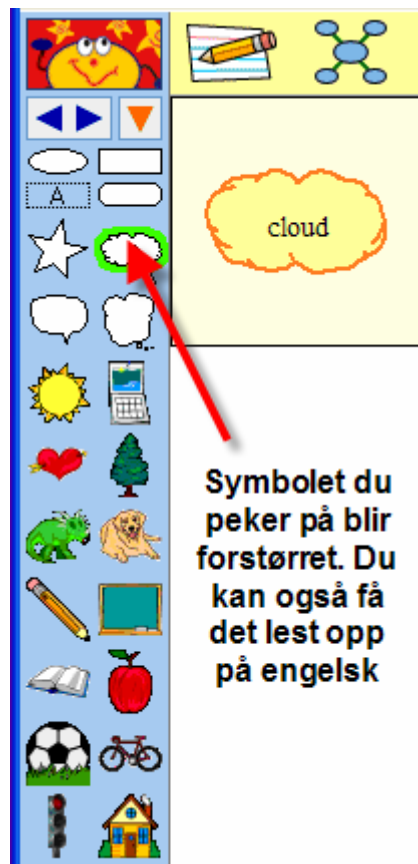 A
cloud
Symbolet du
peker på blir
forstørret. Du
kan også få
det lest opp
på engelsk